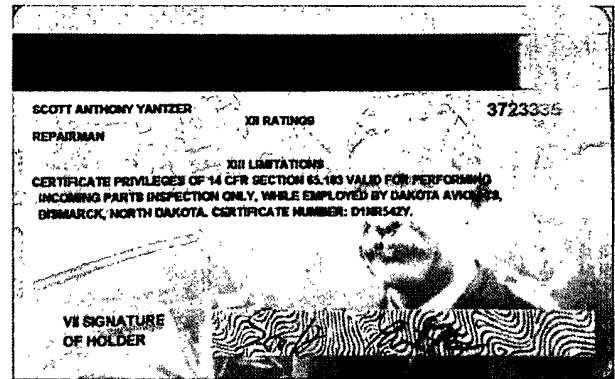 SCOTT ANTHONY YANTZER
3723335
REPAIRMAN
XII RATINGS
XIII LIMITATIONS
CERTIFICATE PRIVILEGES OF 14 CFR SECTION 65.103 VALID FOR PERFORMING
INCOMING PARTS INSPECTION ONLY, WHILE EMPLOYED BY DAKOTA AVIONICS,
BISMARCK, NORTH DAKOTA. CERTIFICATE NUMBER: D1NR542Y.
VII SIGNATURE
OF HOLDER